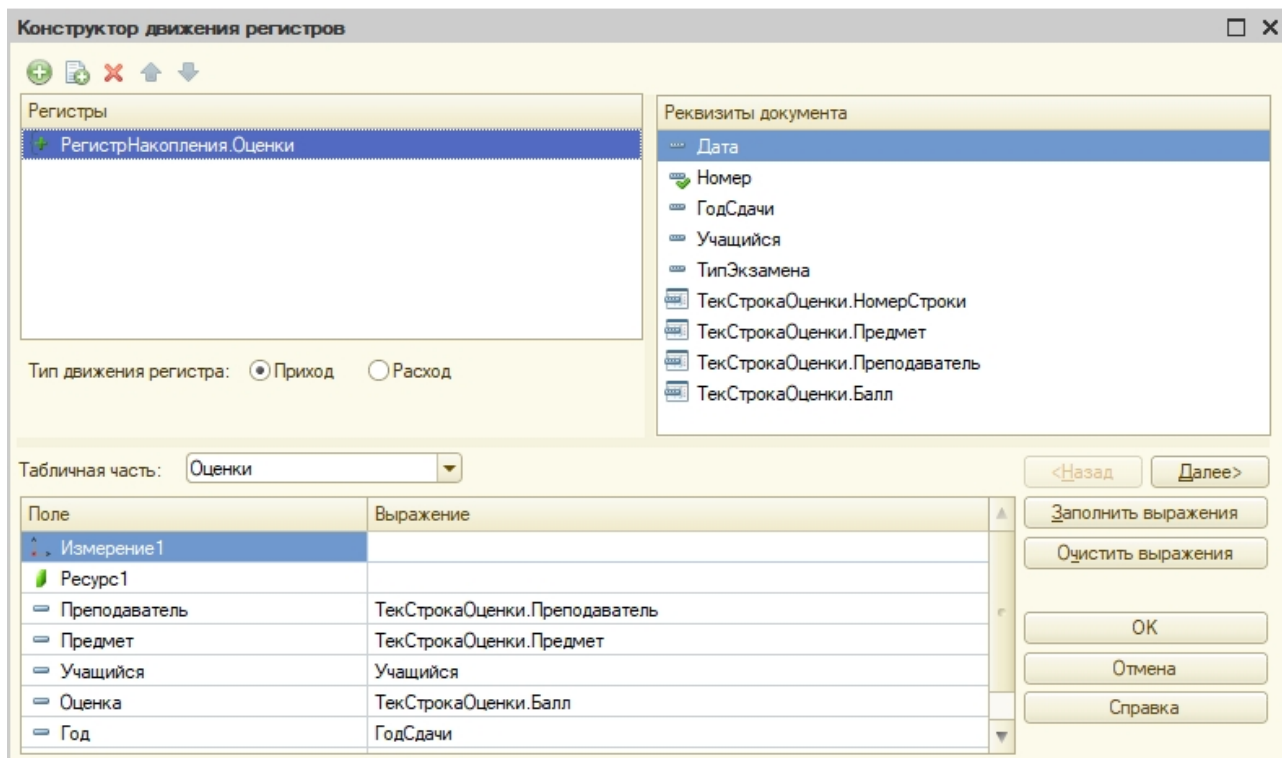 Конструктор движения регистров
Регистры
РегистрНакопления.Оценки
Тип движения регистра: Приход Расход
Реквизиты документа
Дата
Номер
ГодСдачи
Учащийся
ТипЭкзамена
ТекСтрокаОценки.НомерСтроки
ТекСтрокаОценки.Предмет
ТекСтрокаОценки.Преподаватель
ТекСтрокаОценки.Балл
Табличная часть: Оценки
<Назад Далее>
Поле Выражение
Измерение1
Ресурс1
Преподаватель ТекСтрокаОценки.Преподаватель
Предмет ТекСтрокаОценки.Предмет
Учащийся Учащийся
Оценка ТекСтрокаОценки.Балл
Год ГодСдачи
Заполнить выражения
Очистить выражения
ОК
Отмена
Справка